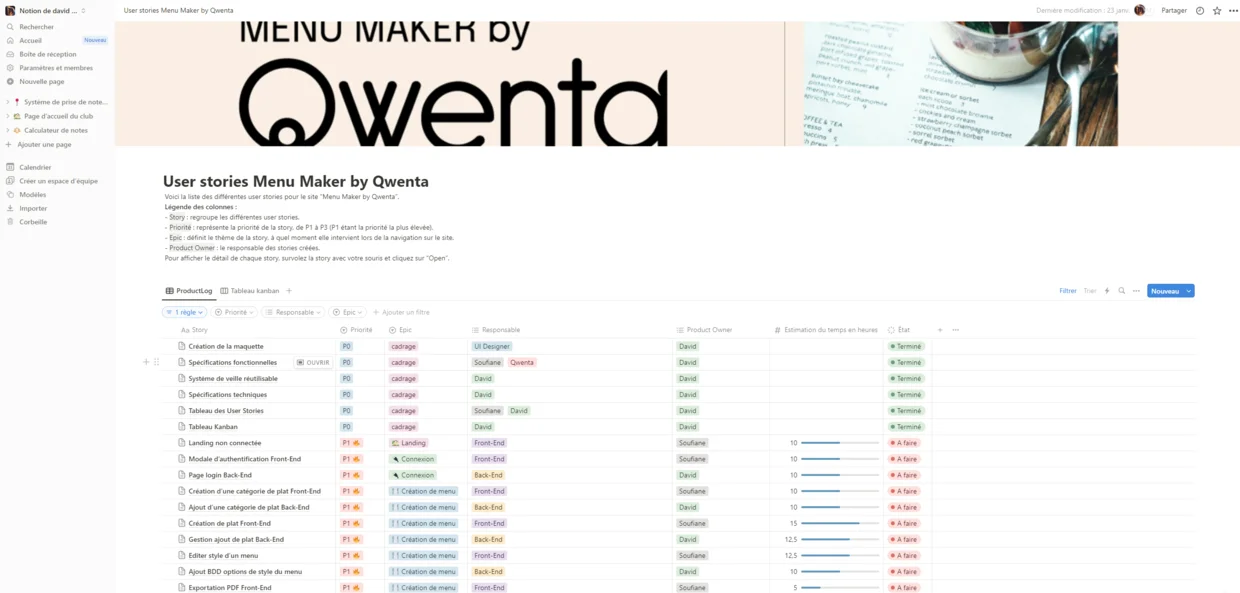 Notion de david ...
Rechercher
Accueil
Nouveau
Boîte de réception
Paramètres et membres
Nouvelle page
Système de prise de note...
Page d'accueil du club
Calculateur de notes
Ajouter une page
Calendrier
Créer un espace d'équipe
Modèles
Importer
Corbeille
User stories Menu Maker by Qwenta
Dernière modification : 23 janv.
Partager
MENU MAKER by
Qwenta
User stories Menu Maker by Qwenta
Voici la liste des différentes user stories pour le site "Menu Maker by Qwenta".
Légende des colonnes :
- Story : regroupe les différentes user stories.
- Priorité : représente la priorité de la story, de P1 à P3 (P1 étant la priorité la plus élevée).
- Epic : définit le thème de la story, à quel moment elle intervient lors de la navigation sur le site.
- Product Owner : le responsable des stories créées.
Pour afficher le détail de chaque story, survolez la story avec votre souris et cliquez sur "Open".
ProductLog Tableau kanban
Filtrer Trier Nouveau
1 règle Priorité Responsable Epic Ajouter un filtre
Aa Story Priorité Epic Responsable Product Owner # Estimation du temps en heures État
Création de la maquette P0 cadrage UI Designer David Terminé
Spécifications fonctionnelles OUVRIR P0 cadrage Soufiane Qwenta David Terminé
Système de veille réutilisable P0 cadrage David David Terminé
Spécifications techniques P0 cadrage David David Terminé
Tableau des User Stories P0 cadrage Soufiane David David Terminé
Tableau Kanban P0 cadrage David David Terminé
Landing non connectée P1 🔥 Landing Front-End Soufiane 10 A faire
Modale d'authentification Front-End P1 🔥 Connexion Front-End Soufiane 10 A faire
Page login Back-End P1 🔥 Connexion Back-End David 10 A faire
Création d'une catégorie de plat Front-End P1 🔥 🍴 Création de menu Front-End Soufiane 10 A faire
Ajout d'une catégorie de plat Back-End P1 🔥 🍴 Création de menu Back-End David 10 A faire
Création de plat Front-End P1 🔥 🍴 Création de menu Front-End Soufiane 15 A faire
Gestion ajout de plat Back-End P1 🔥 🍴 Création de menu Back-End David 12,5 A faire
Editer style d'un menu P1 🔥 🍴 Création de menu Front-End Soufiane 12,5 A faire
Ajout BDD options de style du menu P1 🔥 🍴 Création de menu Back-End David 10 A faire
Exportation PDF Front-End P1 🔥 🍴 Création de menu Front-End Soufiane 5 A faire